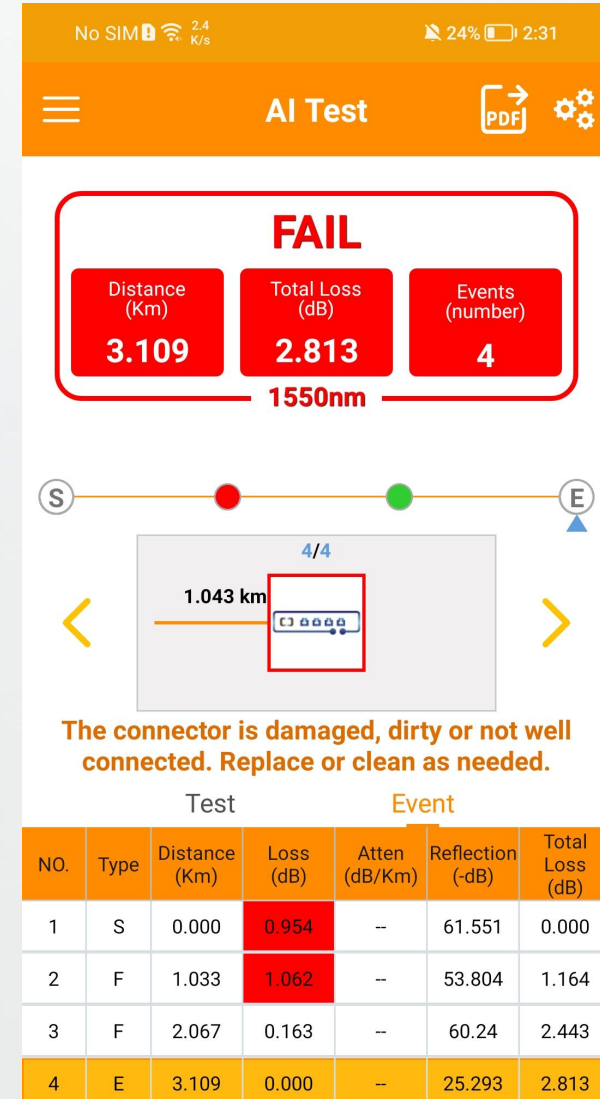 No SIM 2.4 K/s 24% 2:31
AI Test PDF
FAIL
Distance (Km) Total Loss (dB) Events (number)
3.109 2.813 4
1550nm
S E
4/4
1.043 km
The connector is damaged, dirty or not well
connected. Replace or clean as needed.
Test Event
NO. Type Distance (Km) Loss (dB) Atten (dB/Km) Reflection (-dB) Total Loss (dB)
1 S 0.000 0.954 -- 61.551 0.000
2 F 1.033 1.062 -- 53.804 1.164
3 F 2.067 0.163 -- 60.24 2.443
4 E 3.109 0.000 -- 25.293 2.813